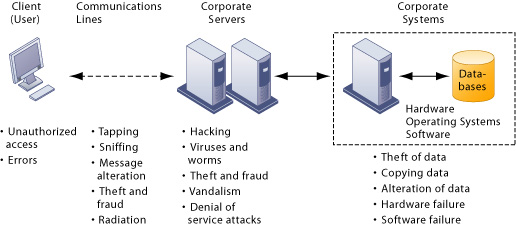 Client
(User)
Communications
Lines
Corporate
Servers
Corporate
Systems
Data-
bases
Hardware
Operating Systems
Software
• Unauthorized
access
• Errors
• Tapping
• Sniffing
• Message
alteration
• Theft and
fraud
• Radiation
• Hacking
• Viruses and
worms
• Theft and fraud
• Vandalism
• Denial of
service attacks
• Theft of data
• Copying data
• Alteration of data
• Hardware failure
• Software failure